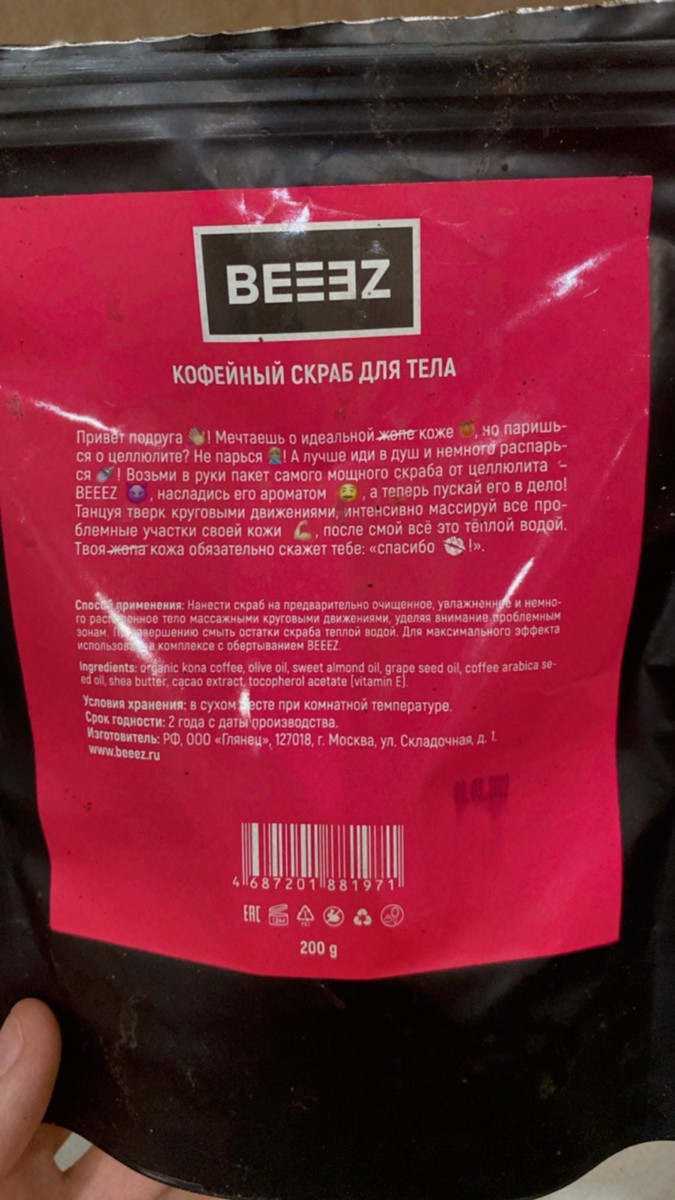 BEEEZ
КОФЕЙНЫЙ СКРАБ ДЛЯ ТЕЛА
Привет подруга 👋! Мечтаешь о идеальной жопе коже 🍑, но паришь-
ся о целлюлите? Не парься 🤦! А лучше иди в душ и немного распарь-
ся 🚿! Возьми в руки пакет самого мощного скраба от целлюлита –
BEEEZ 😈, насладись его ароматом 🤤, а теперь пускай его в дело!
Танцуя тверк круговыми движениями, интенсивно массируй все про-
блемные участки своей кожи 💪, после смой всё это тёплой водой.
Твоя жопа кожа обязательно скажет тебе: «спасибо 💋!».
Способ применения: Нанести скраб на предварительно очищенное, увлажненное и немно-
го тело массажными круговыми движениями, уделяя внимание проблемным
зонам. По завершению смыть остатки скраба теплой водой. Для максимального эффекта
использовать в комплексе с обертыванием BEEEZ.
Ingredients: organic kona coffee, olive oil, sweet almond oil, grape seed oil, coffee arabica se-
ed oil, shea butter, cacao extract, tocopherol acetate (vitamin E).
Условия хранения: в сухом месте при комнатной температуре.
Срок годности: 2 года с даты производства.
Изготовитель: РФ, ООО «Глянец», 127018, г. Москва, ул. Складочная, д. 1.
www.beeez.ru
4 687201 881971
EAC 12M
200 g